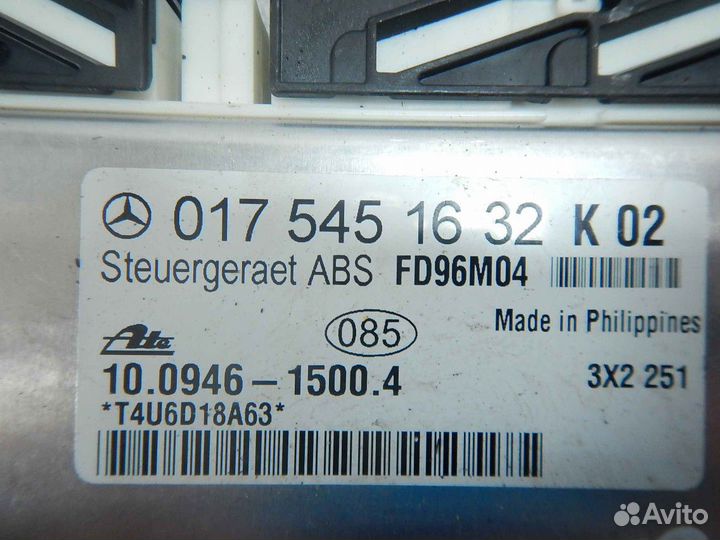 017 545 16 32 K 02
Steuergeraet ABS FD96M04
Ate 085 Made in Philippines
10.0946-1500.4 3X2 251
*T4U6D18A63*
Avito